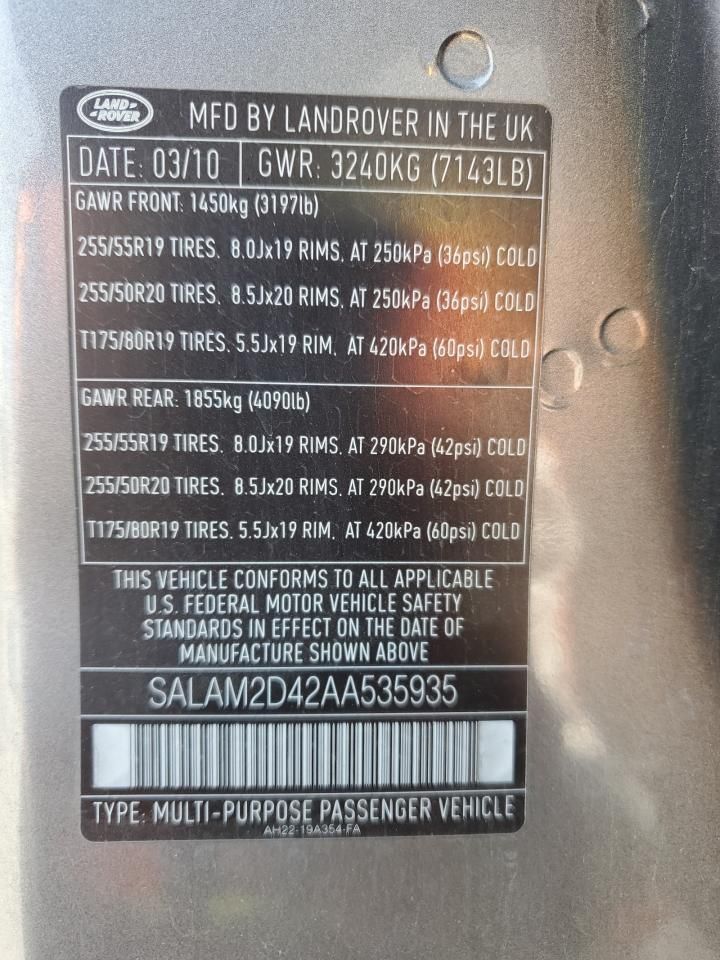 LAND-
-ROVER
MFD BY LANDROVER IN THE UK
DATE: 03/10 GWR: 3240KG (7143LB)
GAWR FRONT: 1450kg (3197lb)
255/55R19 TIRES. 8.0Jx19 RIMS. AT 250kPa (36psi) COLD
255/50R20 TIRES. 8.5Jx20 RIMS. AT 250kPa (36psi) COLD
T175/80R19 TIRES. 5.5Jx19 RIM. AT 420kPa (60psi) COLD
GAWR REAR: 1855kg (4090lb)
255/55R19 TIRES. 8.0Jx19 RIMS. AT 290kPa (42psi) COLD
255/50R20 TIRES. 8.5Jx20 RIMS. AT 290kPa (42psi) COLD
T175/80R19 TIRES. 5.5Jx19 RIM. AT 420kPa (60psi) COLD
THIS VEHICLE CONFORMS TO ALL APPLICABLE
U.S. FEDERAL MOTOR VEHICLE SAFETY
STANDARDS IN EFFECT ON THE DATE OF
MANUFACTURE SHOWN ABOVE
SALAM2D42AA535935
TYPE: MULTI-PURPOSE PASSENGER VEHICLE
AH22-19A354-FA